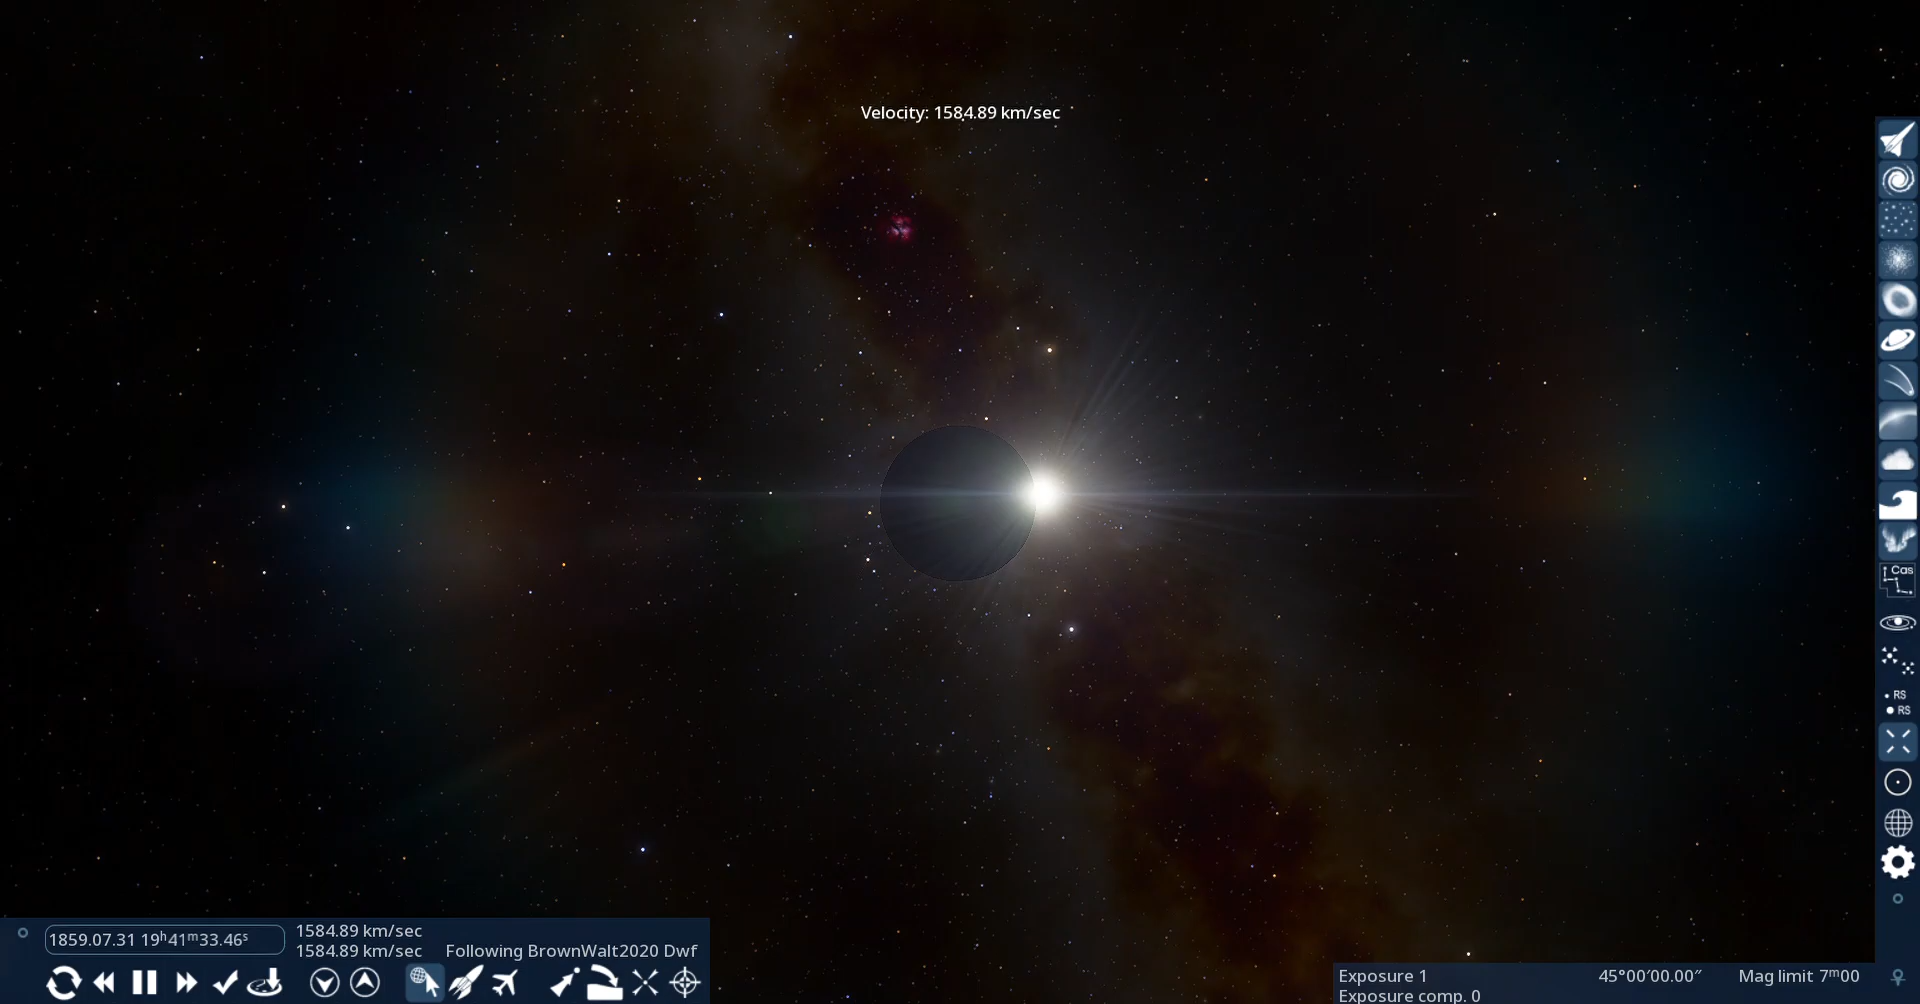 Velocity: 1584.89 km/sec
Cas
RS
RS
1859.07.31 19ʰ41ᵐ33.46ˢ
1584.89 km/sec
1584.89 km/sec Following BrownWalt2020 Dwf
Exposure 1 45°00′00.00″ Mag limit 7ᵐ00
Exposure comp. 0